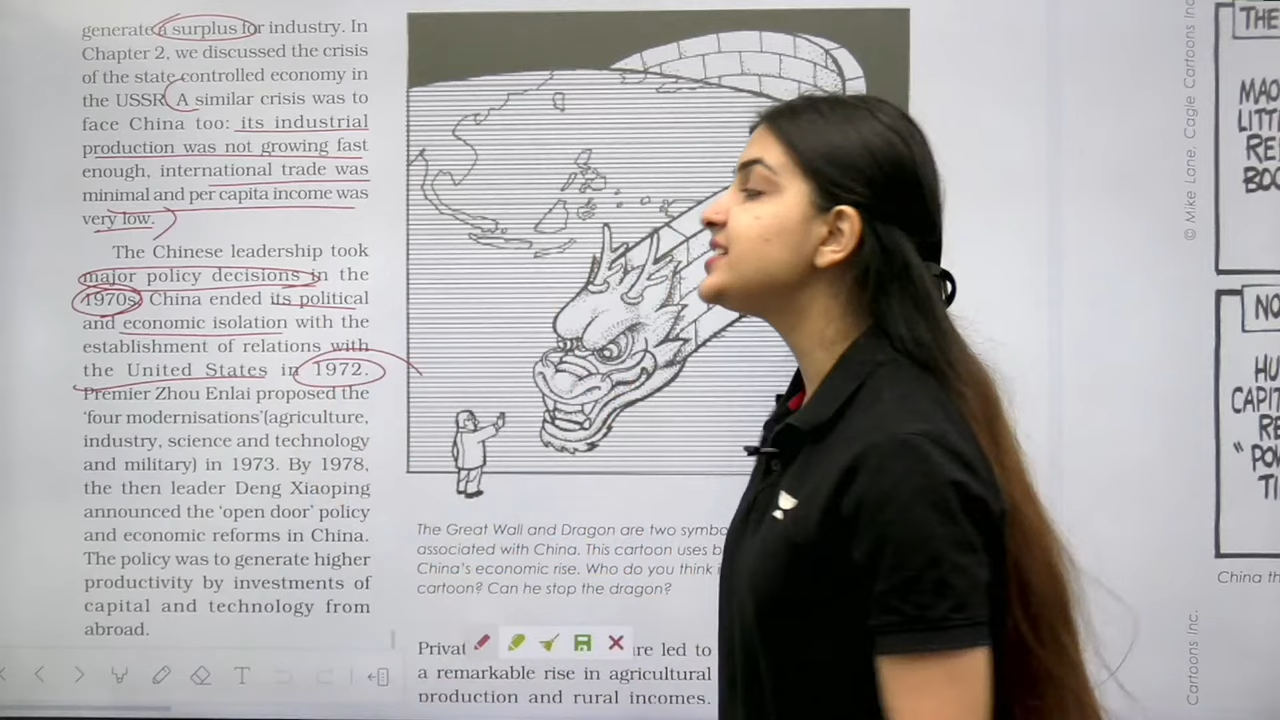 generate a surplus for industry. In
Chapter 2, we discussed the crisis
of the state controlled economy in
the USSR. A similar crisis was to
face China too: its industrial
production was not growing fast
enough, international trade was
minimal and per capita income was
very low.
The Chinese leadership took
major policy decisions in the
1970s. China ended its political
and economic isolation with the
establishment of relations with
the United States in 1972.
Premier Zhou Enlai proposed the
‘four modernisations’(agriculture,
industry, science and technology
and military) in 1973. By 1978,
the then leader Deng Xiaoping
announced the ‘open door’ policy
and economic reforms in China.
The policy was to generate higher
productivity by investments of
capital and technology from
abroad.
The Great Wall and Dragon are two symbo
associated with China. This cartoon uses b
China's economic rise. Who do you think i
cartoon? Can he stop the dragon?
Privat re led to
a remarkable rise in agricultural
production and rural incomes.
© Mike Lane, Cagle Cartoons Inc
THE
MAO
LITT
RE
BOO
NO
HU
CAPIT
RE
"POW
TI
China th
Cartoons Inc.
T